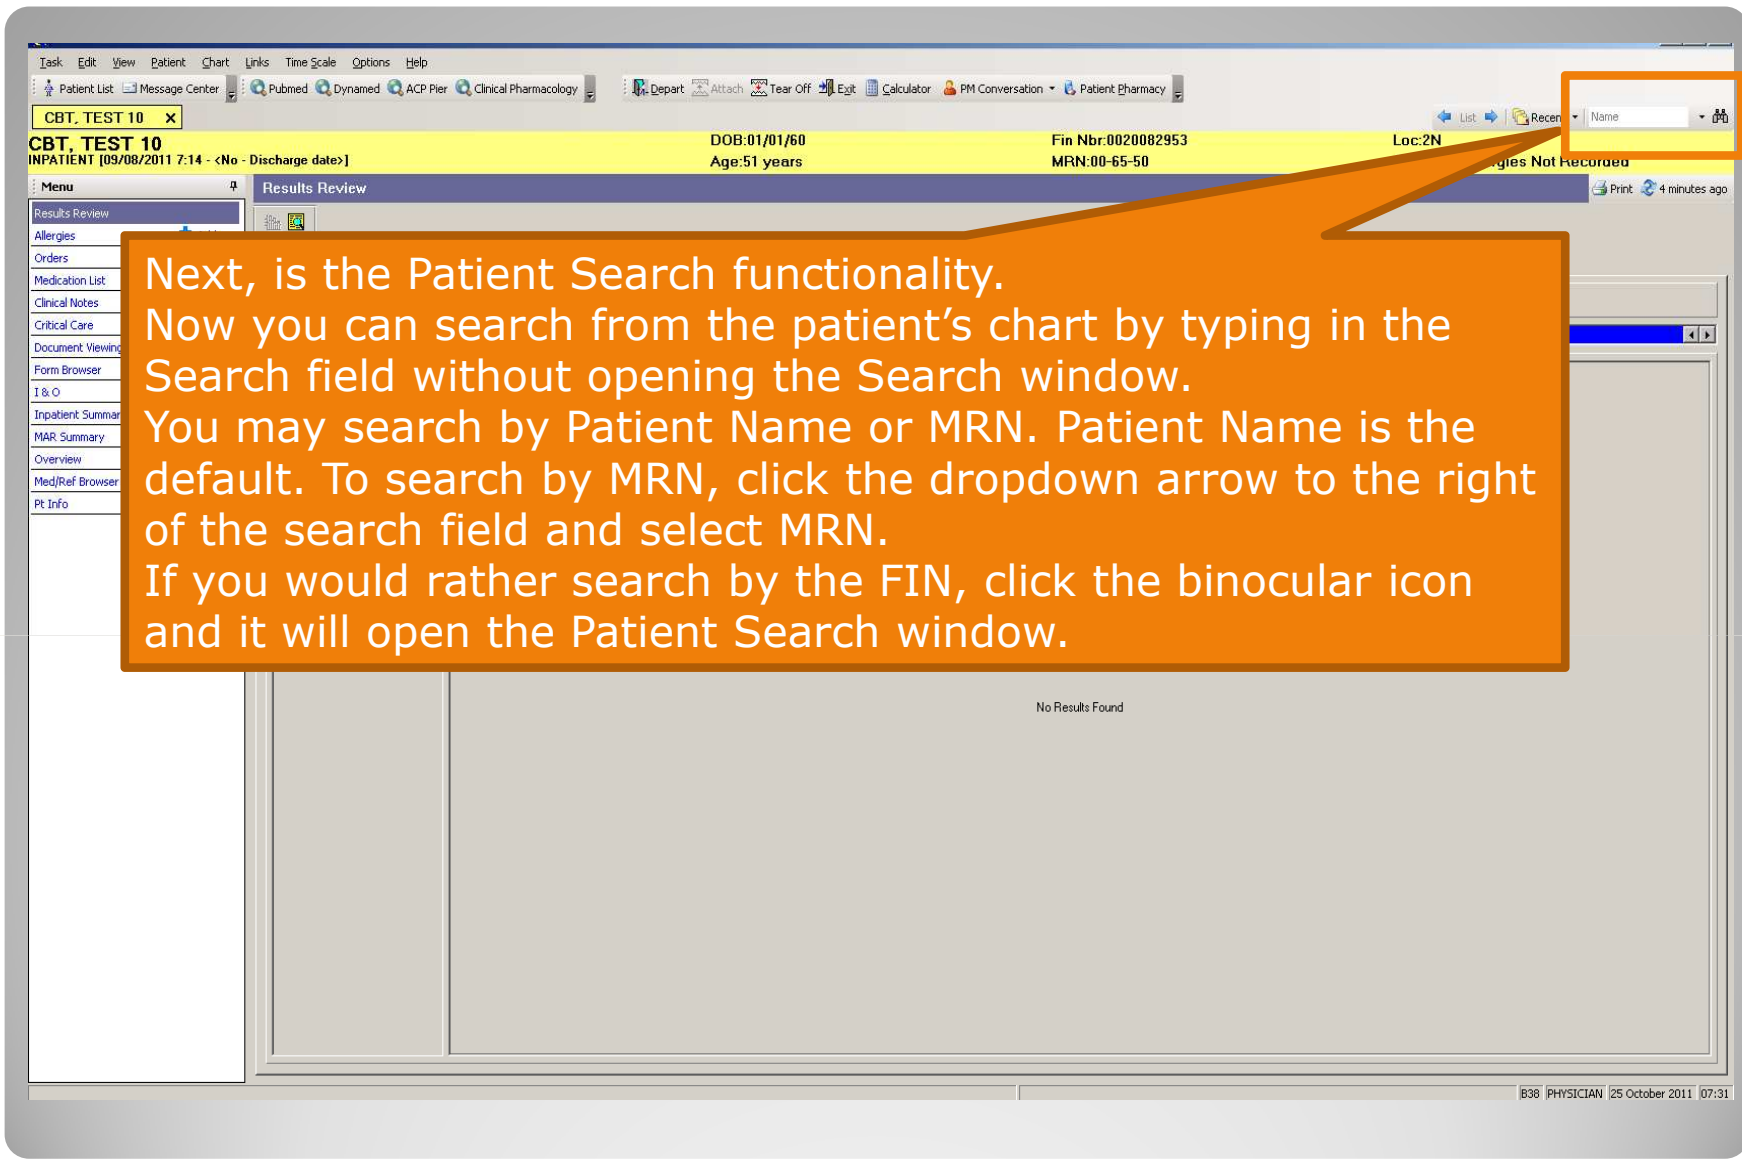 Task Edit View Patient Chart Links Time Scale Options Help
Patient List Message Center Pubmed Dynamed ACP Pier Clinical Pharmacology Depart Attach Tear Off Exit Calculator PM Conversation Patient Pharmacy
CBT, TEST 10 x List Recent Name
CBT, TEST 10 DOB:01/01/60 Fin Nbr:0020082953 Loc:2N
INPATIENT [09/08/2011 7:14 - <No - Discharge date>] Age:51 years MRN:00-65-50 Not Recorded
Menu Results Review Print 4 minutes ago
Results Review
Allergies
Orders
Medication List
Clinical Notes
Critical Care
Document Viewing
Form Browser
I & O
Inpatient Summar
MAR Summary
Overview
Med/Ref Browser
Pt Info
Next, is the Patient Search functionality.
Now you can search from the patient’s chart by typing in the
Search field without opening the Search window.
You may search by Patient Name or MRN. Patient Name is the
default. To search by MRN, click the dropdown arrow to the right
of the search field and select MRN.
If you would rather search by the FIN, click the binocular icon
and it will open the Patient Search window.
No Results Found
B38 PHYSICIAN 25 October 2011 07:31